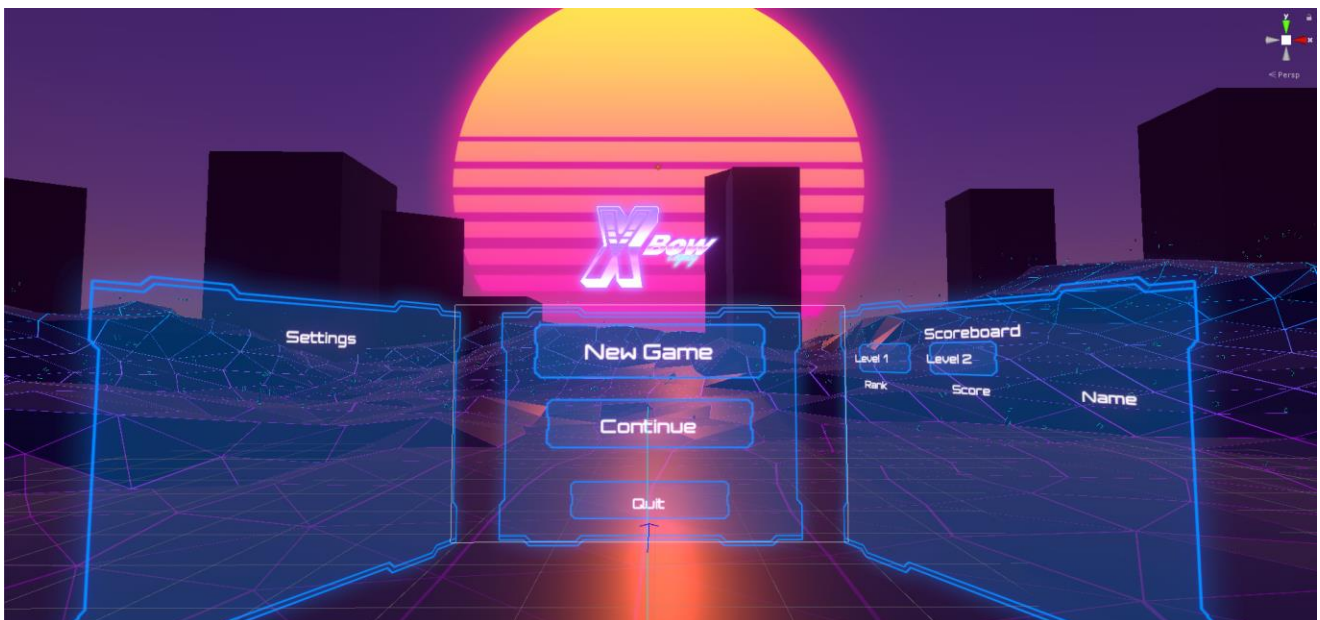 y
x
< Persp
X Bow
Settings
New Game
Continue
Quit
Scoreboard
Level 1 Level 2
Rank Score Name